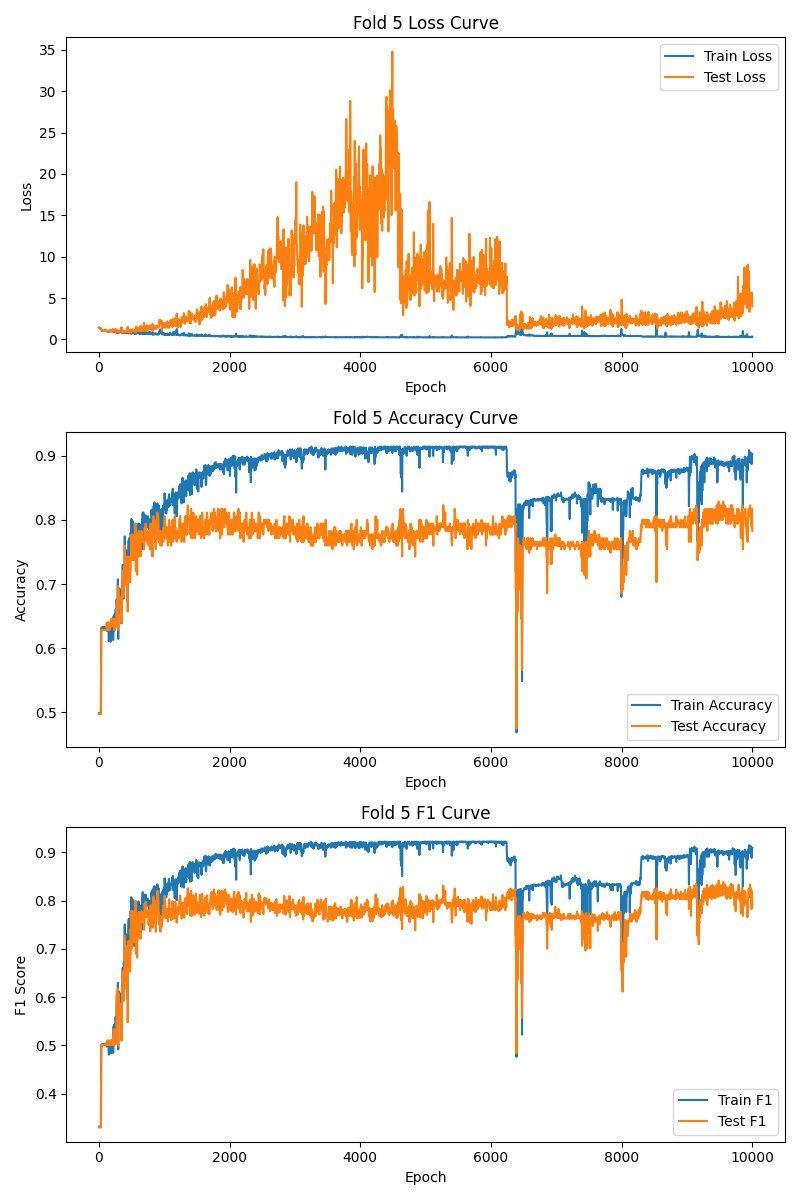 Fold 5 Loss Curve
35
30
25
20
15
10
5
0
Loss
Train Loss
Test Loss
0 2000 4000 6000 8000 10000
Epoch
Fold 5 Accuracy Curve
0.9
0.8
0.7
0.6
0.5
Accuracy
Train Accuracy
Test Accuracy
0 2000 4000 6000 8000 10000
Epoch
Fold 5 F1 Curve
0.9
0.8
0.7
0.6
0.5
0.4
F1 Score
Train F1
Test F1
0 2000 4000 6000 8000 10000
Epoch